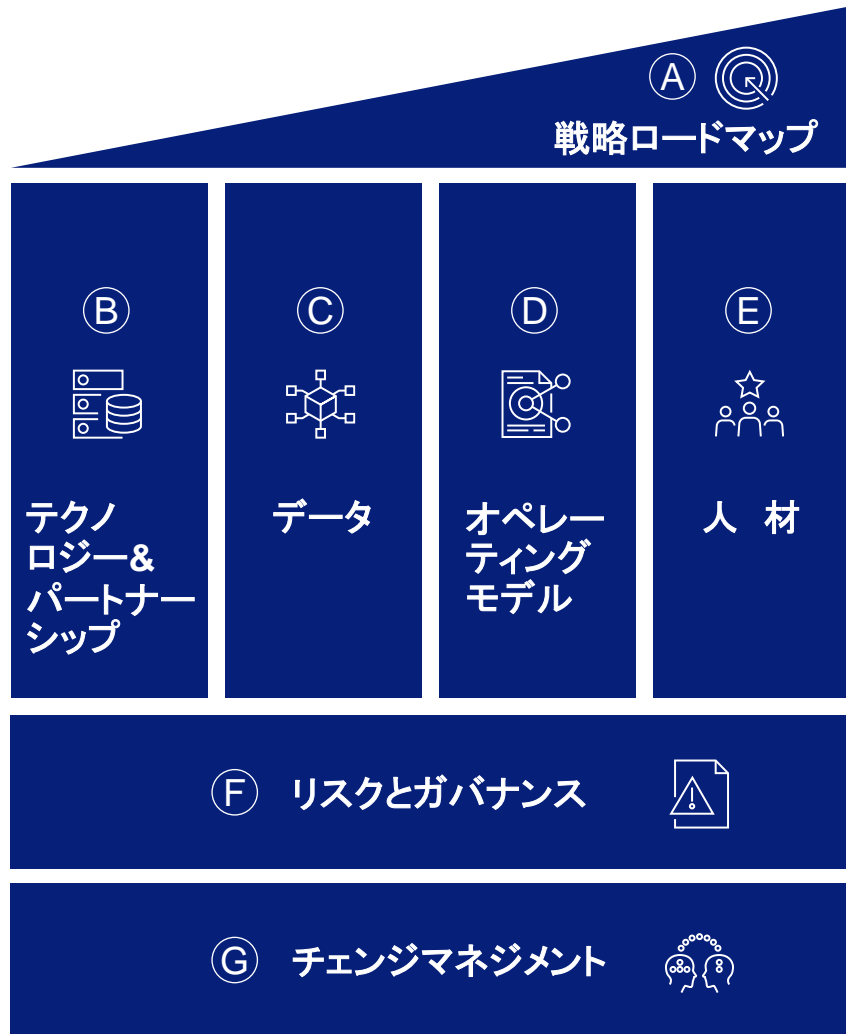 Ⓐ
戦略ロードマップ
Ⓑ
テクノ
ロジー&
パートナー
シップ
Ⓒ
データ
Ⓓ
オペレー
ティング
モデル
Ⓔ
人 材
Ⓕ リスクとガバナンス
Ⓖ チェンジマネジメント